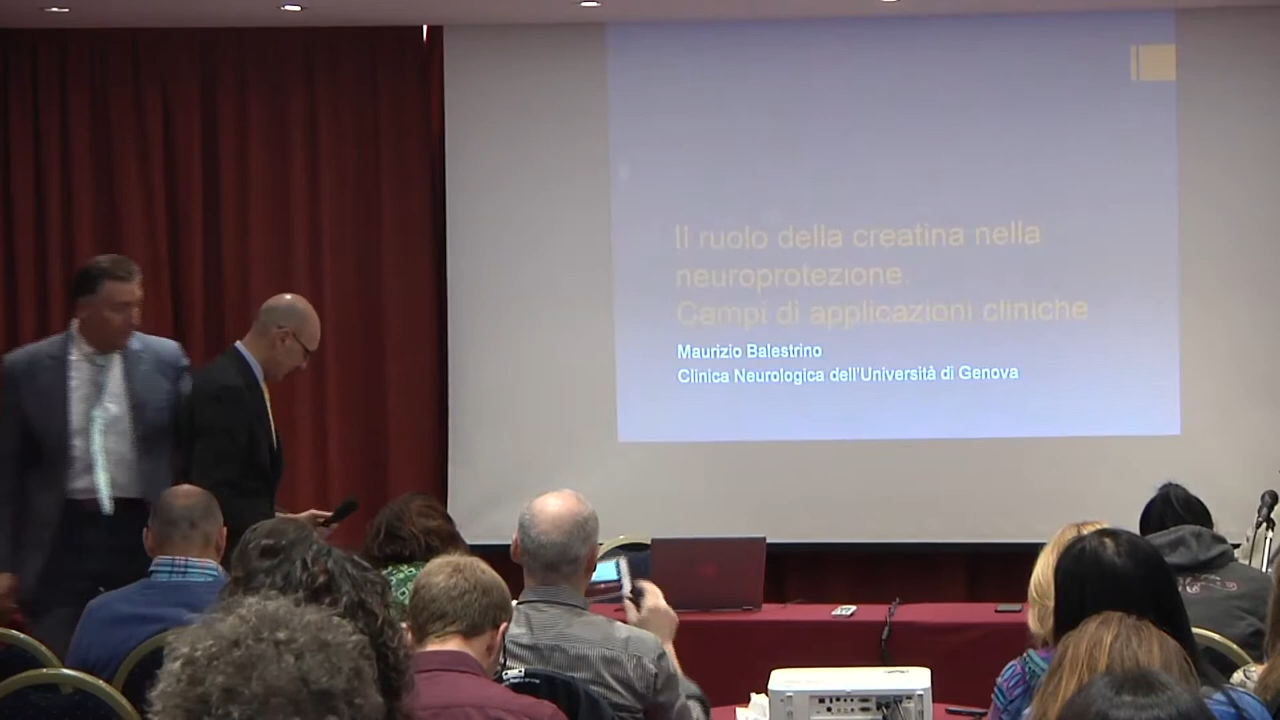 Il ruolo della creatina nella
neuroprotezione.
Campi di applicazioni cliniche
Maurizio Balestrino
Clinica Neurologica dell'Università di Genova